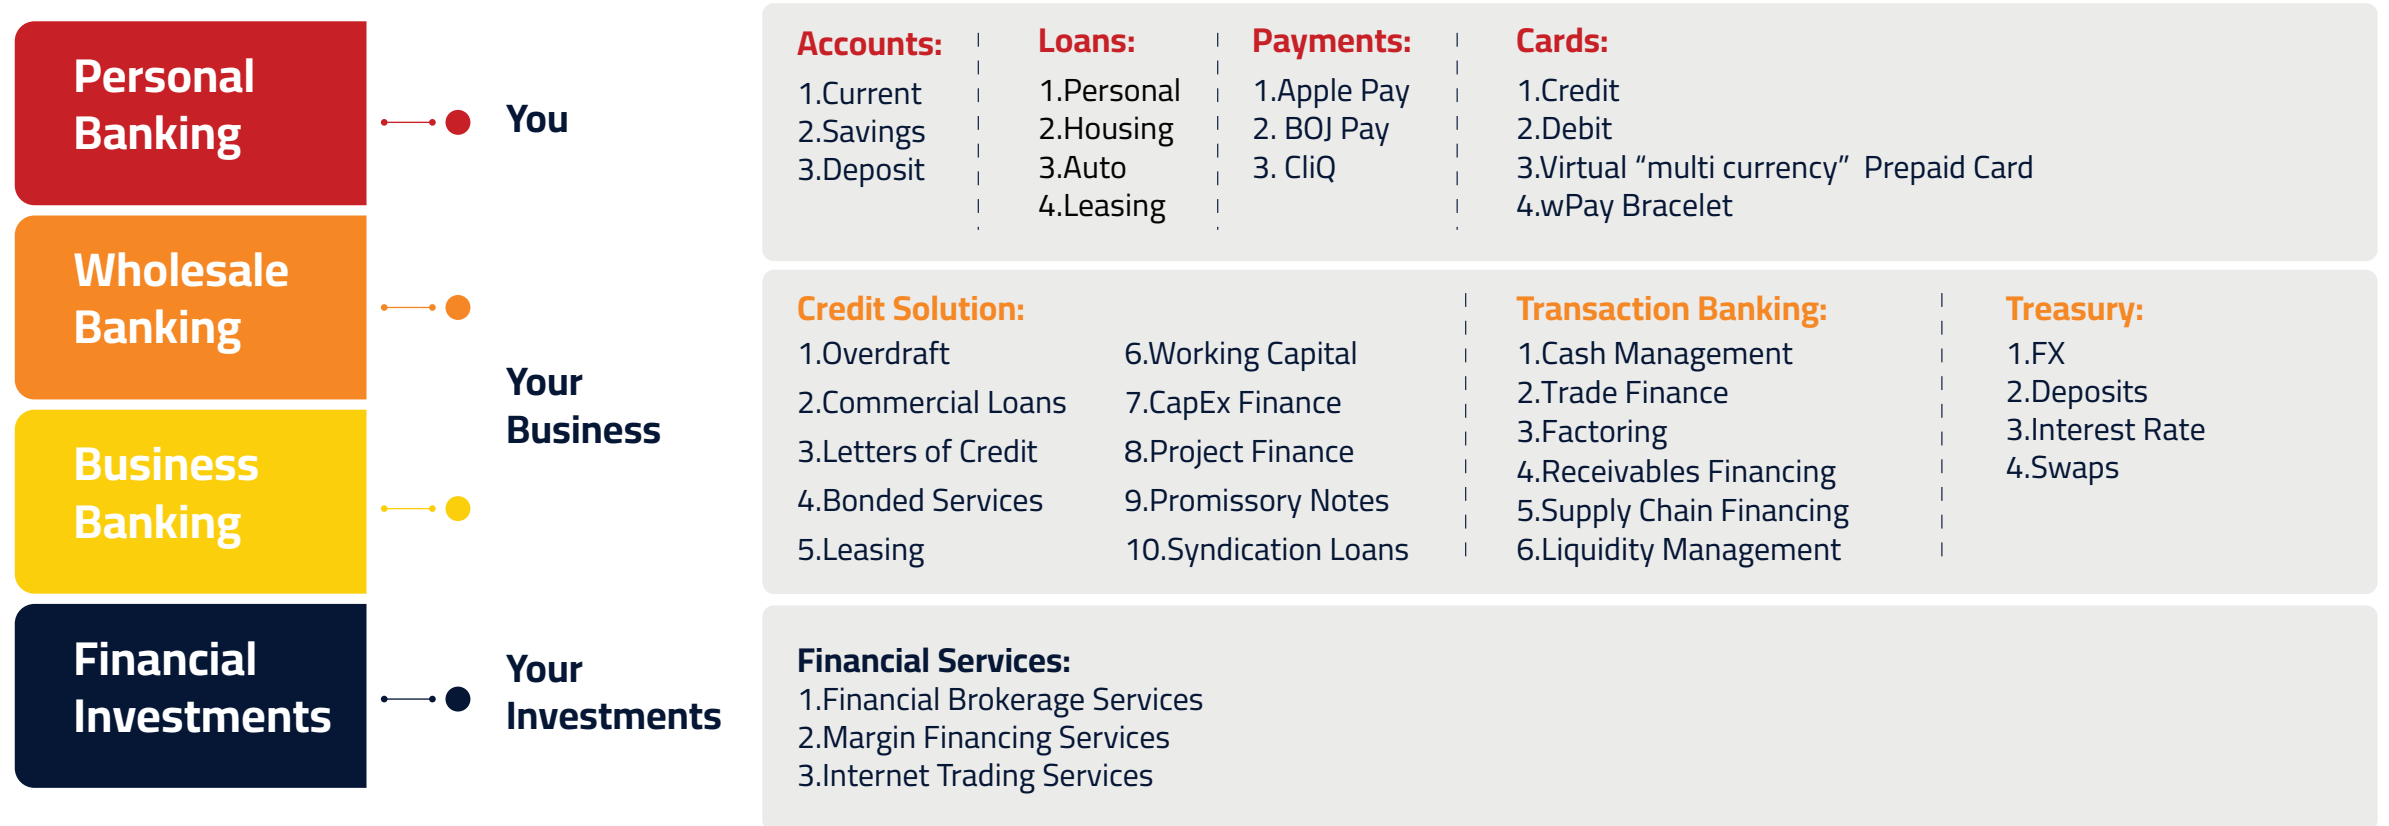 Personal
Banking
You
Accounts:
1.Current
2.Savings
3.Deposit
Loans:
1.Personal
2.Housing
3.Auto
4.Leasing
Payments:
1.Apple Pay
2. BOJ Pay
3. CliQ
Cards:
1.Credit
2.Debit
3.Virtual “multi currency” Prepaid Card
4.wPay Bracelet
Wholesale
Banking
Business
Banking
Your
Business
Credit Solution:
1.Overdraft
2.Commercial Loans
3.Letters of Credit
4.Bonded Services
5.Leasing
6.Working Capital
7.CapEx Finance
8.Project Finance
9.Promissory Notes
10.Syndication Loans
Transaction Banking:
1.Cash Management
2.Trade Finance
3.Factoring
4.Receivables Financing
5.Supply Chain Financing
6.Liquidity Management
Treasury:
1.FX
2.Deposits
3.Interest Rate
4.Swaps
Financial
Investments
Your
Investments
Financial Services:
1.Financial Brokerage Services
2.Margin Financing Services
3.Internet Trading Services